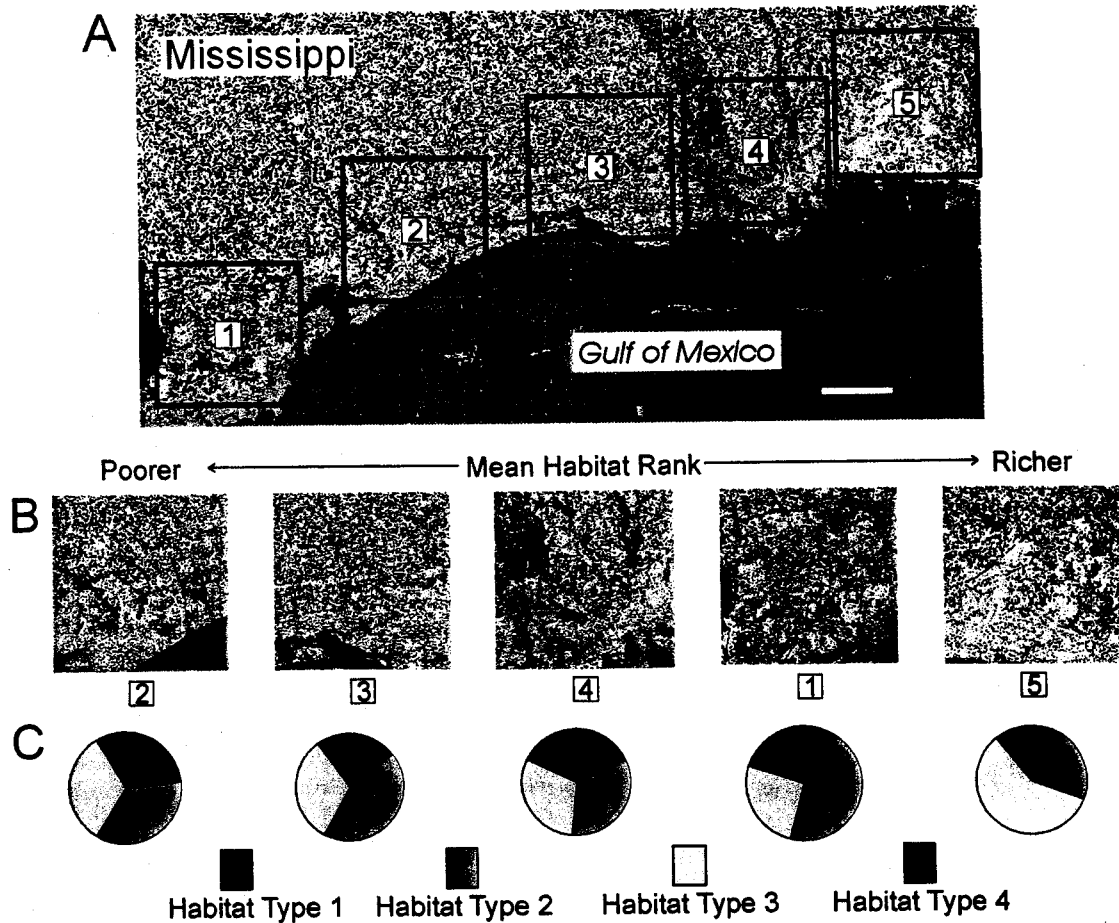 A
Mississippi
5
4
3
2
1
Gulf of Mexico
Poorer Mean Habitat Rank Richer
B
2 3 4 1 5
C
Habitat Type 1 Habitat Type 2 Habitat Type 3 Habitat Type 4